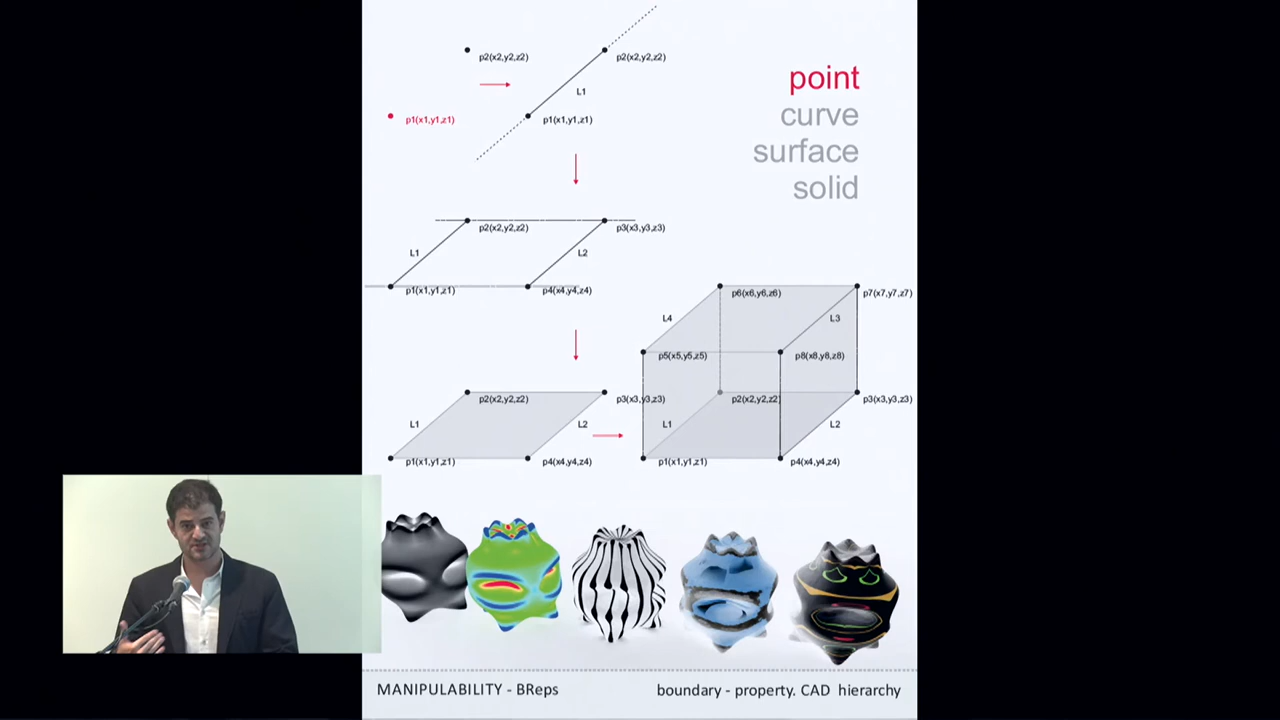 p2(x2,y2,z2)
p2(x2,y2,z2)
L1
p1(x1,y1,z1)
p1(x1,y1,z1)
point
curve
surface
solid
p2(x2,y2,z2)
p3(x3,y3,z3)
L1
L2
p1(x1,y1,z1)
p4(x4,y4,z4)
p6(x6,y6,z6)
p7(x7,y7,z7)
L4
L3
p5(x5,y5,z5)
p8(x8,y8,z8)
p2(x2,y2,z2)
p3(x3,y3,z3)
p2(x2,y2,z2)
p3(x3,y3,z3)
L1
L2
L1
L2
p1(x1,y1,z1)
p4(x4,y4,z4)
p1(x1,y1,z1)
p4(x4,y4,z4)
MANIPULABILITY - BReps
boundary - property. CAD hierarchy